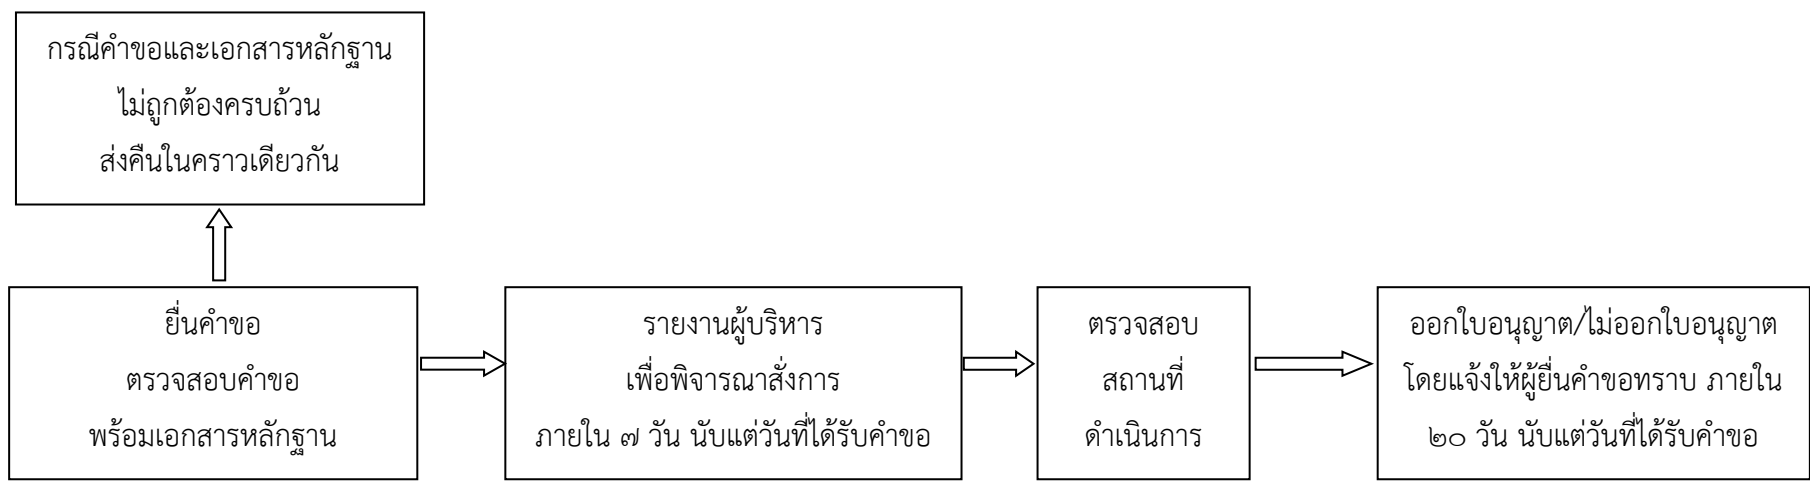 กรณีคำขอและเอกสารหลักฐาน
ไม่ถูกต้องครบถ้วน
ส่งคืนในคราวเดียวกัน
ยื่นคำขอ
ตรวจสอบคำขอ
พร้อมเอกสารหลักฐาน
รายงานผู้บริหาร
เพื่อพิจารณาสั่งการ
ภายใน ๗ วัน นับแต่วันที่ได้รับคำขอ
ตรวจสอบ
สถานที่
ดำเนินการ
ออกใบอนุญาต/ไม่ออกใบอนุญาต
โดยแจ้งให้ผู้ยื่นคำขอทราบ ภายใน
๒๐ วัน นับแต่วันที่ได้รับคำขอ